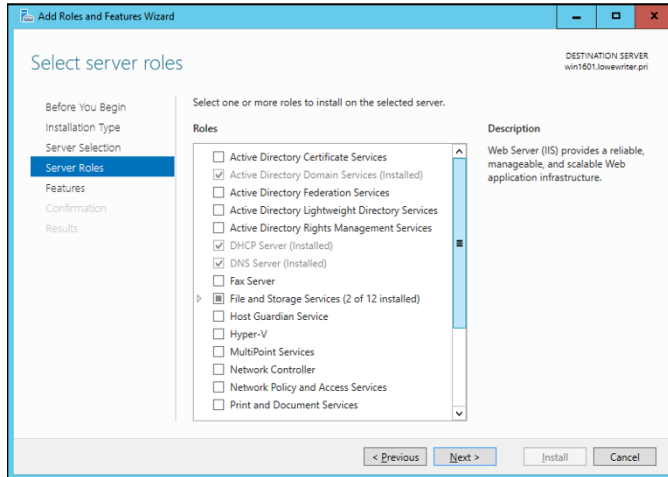 Add Roles and Features Wizard
Select server roles
DESTINATION SERVER
win1601.lowewriter.pri
Before You Begin
Installation Type
Server Selection
Server Roles
Features
Confirmation
Results
Select one or more roles to install on the selected server.
Roles
Active Directory Certificate Services
Active Directory Domain Services (Installed)
Active Directory Federation Services
Active Directory Lightweight Directory Services
Active Directory Rights Management Services
DHCP Server (Installed)
DNS Server (Installed)
Fax Server
File and Storage Services (2 of 12 installed)
Host Guardian Service
Hyper-V
MultiPoint Services
Network Controller
Network Policy and Access Services
Print and Document Services
Description
Web Server (IIS) provides a reliable,
manageable, and scalable Web
application infrastructure.
< Previous
Next >
Install
Cancel